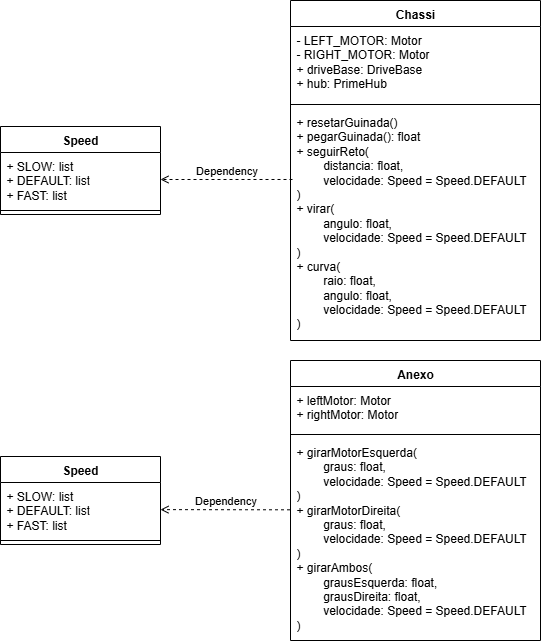 Chassi
- LEFT_MOTOR: Motor
- RIGHT_MOTOR: Motor
+ driveBase: DriveBase
+ hub: PrimeHub
+ resetarGuinada()
+ pegarGuinada(): float
+ seguirReto(
distancia: float,
velocidade: Speed = Speed.DEFAULT
)
+ virar(
angulo: float,
velocidade: Speed = Speed.DEFAULT
)
+ curva(
raio: float,
angulo: float,
velocidade: Speed = Speed.DEFAULT
)
Speed
+ SLOW: list
+ DEFAULT: list
+ FAST: list
Dependency
Anexo
+ leftMotor: Motor
+ rightMotor: Motor
+ girarMotorEsquerda(
graus: float,
velocidade: Speed = Speed.DEFAULT
)
+ girarMotorDireita(
graus: float,
velocidade: Speed = Speed.DEFAULT
)
+ girarAmbos(
grausEsquerda: float,
grausDireita: float,
velocidade: Speed = Speed.DEFAULT
)
Speed
+ SLOW: list
+ DEFAULT: list
+ FAST: list
Dependency